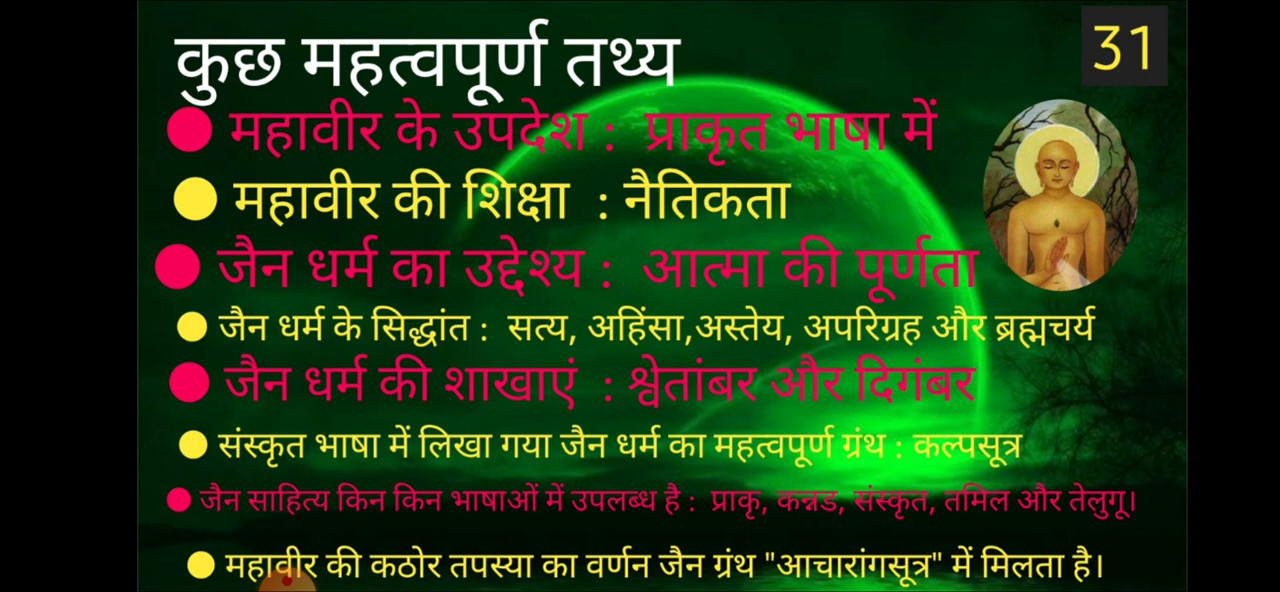 कुछ महत्वपूर्ण तथ्य
31
महावीर के उपदेश : प्राकृत भाषा में
महावीर की शिक्षा : नैतिकता
जैन धर्म का उद्देश्य : आत्मा की पूर्णता
जैन धर्म के सिद्धांत : सत्य, अहिंसा,अस्तेय, अपरिग्रह और ब्रह्मचर्य
जैन धर्म की शाखाएं : श्वेतांबर और दिगंबर
संस्कृत भाषा में लिखा गया जैन धर्म का महत्वपूर्ण ग्रंथ : कल्पसूत्र
जैन साहित्य किन किन भाषाओं में उपलब्ध है : प्राकृ, कन्नड, संस्कृत, तमिल और तेलुगू।
महावीर की कठोर तपस्या का वर्णन जैन ग्रंथ "आचारांगसूत्र" में मिलता है।